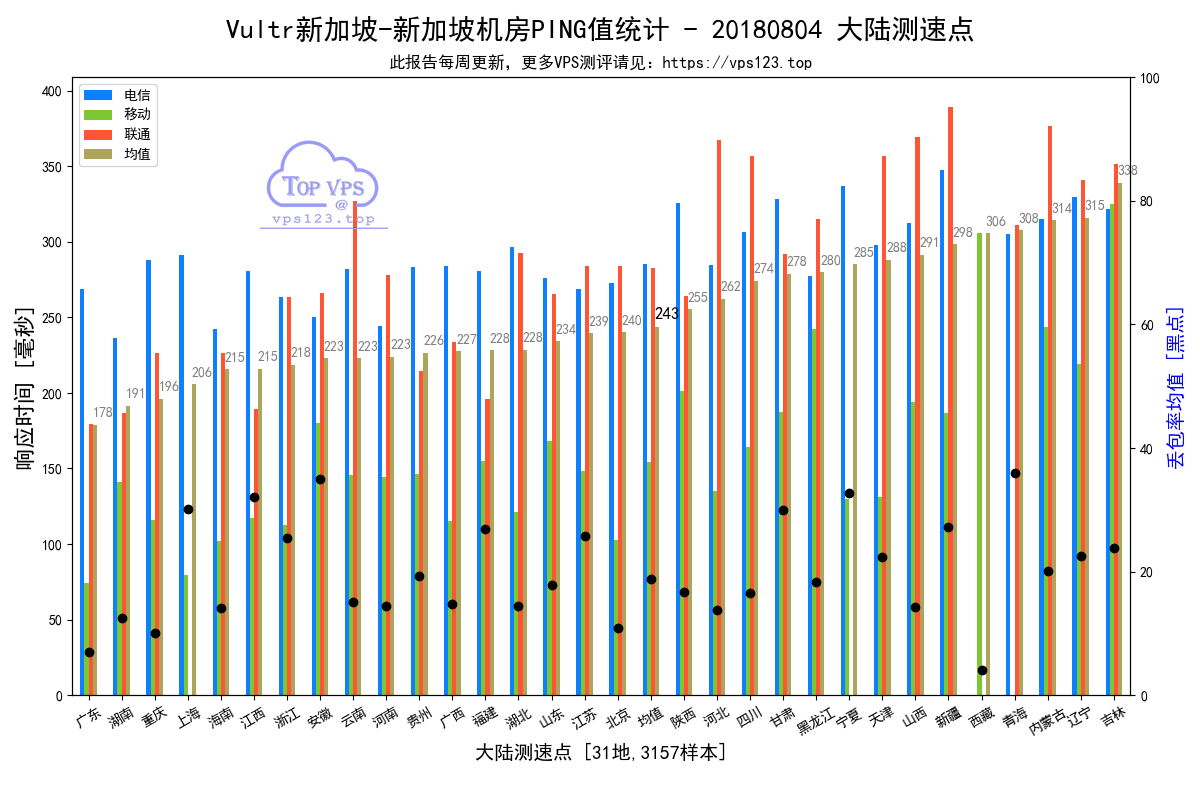 Vultr新加坡-新加坡机房PING值统计 - 20180804 大陆测速点
此报告每周更新，更多VPS测评请见：https://vps123.top
电信
移动
联通
均值
TOP VPS
@
vps123.top
响应时间 [毫秒]
400
350
300
250
200
150
100
50
0
178
191
196
206
215
215
218
223
223
223
226
227
228
228
234
239
240
243
255
262
274
278
280
285
288
291
298
306
308
314
315
338
100
80
60
40
20
0
丢包率均值 [黑点]
广东
湖南
重庆
上海
海南
江西
浙江
安徽
云南
河南
贵州
广西
福建
湖北
山东
江苏
北京
均值
陕西
河北
四川
甘肃
黑龙江
宁夏
天津
山西
新疆
西藏
青海
内蒙古
辽宁
吉林
大陆测速点 [31地,3157样本]